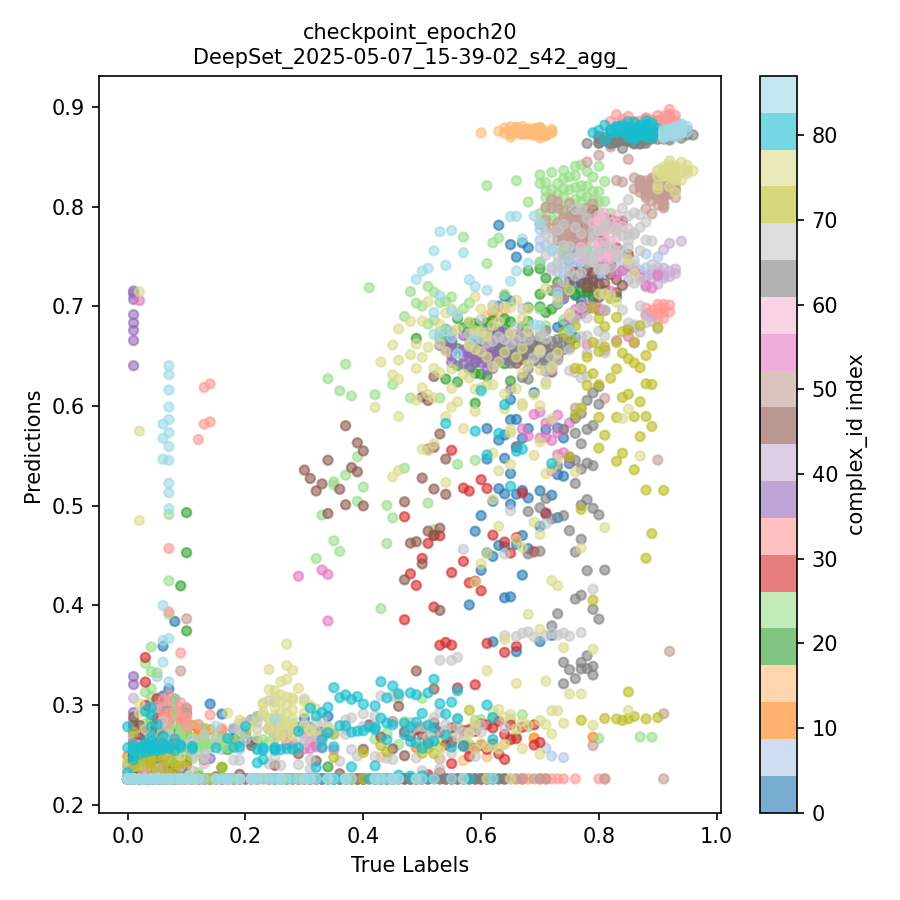 checkpoint_epoch20
DeepSet_2025-05-07_15-39-02_s42_agg_
0.9
0.8
0.7
0.6
0.5
0.4
0.3
0.2
Predictions
0.0 0.2 0.4 0.6 0.8 1.0
True Labels
80
70
60
50
40
30
20
10
0
complex_id index